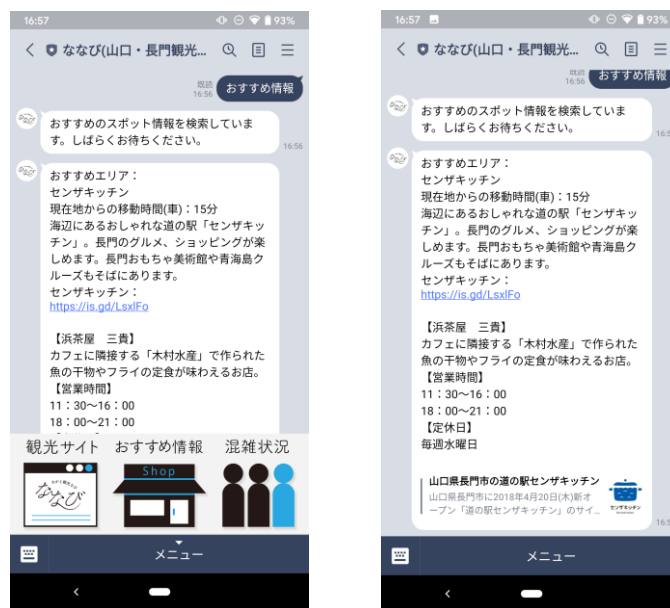 16:57
93%
ななび(山口・長門観光...
既読
16:56
おすすめ情報
おすすめのスポット情報を検索していま
す。しばらくお待ちください。
16:56
おすすめエリア：
センザキッチン
現在地からの移動時間(車)：15分
海辺にあるおしゃれな道の駅「センザキッ
チン」。長門のグルメ、ショッピングが楽
しめます。長門おもちゃ美術館や青海島ク
ルーズもそばにあります。
センザキッチン：
https://is.gd/LsxlFo
【浜茶屋　三貴】
カフェに隣接する「木村水産」で作られた
魚の干物やフライの定食が味わえるお店。
【営業時間】
11：30〜16：00
18：00〜21：00
観光サイト
おすすめ情報
混雑状況
ななび
Shop
メニュー
16:57
93%
ななび(山口・長門観光...
既読
16:56
おすすめ情報
おすすめのスポット情報を検索していま
す。しばらくお待ちください。
おすすめエリア：
センザキッチン
現在地からの移動時間(車)：15分
海辺にあるおしゃれな道の駅「センザキッ
チン」。長門のグルメ、ショッピングが楽
しめます。長門おもちゃ美術館や青海島ク
ルーズもそばにあります。
センザキッチン：
https://is.gd/LsxlFo
【浜茶屋　三貴】
カフェに隣接する「木村水産」で作られた
魚の干物やフライの定食が味わえるお店。
【営業時間】
11：30〜16：00
18：00〜21：00
【定休日】
毎週水曜日
山口県長門市の道の駅センザキッチン
山口県長門市に2018年4月20日(木)新オ
ープン「道の駅センザキッチン」のサイ...
センザキッチン
メニュー